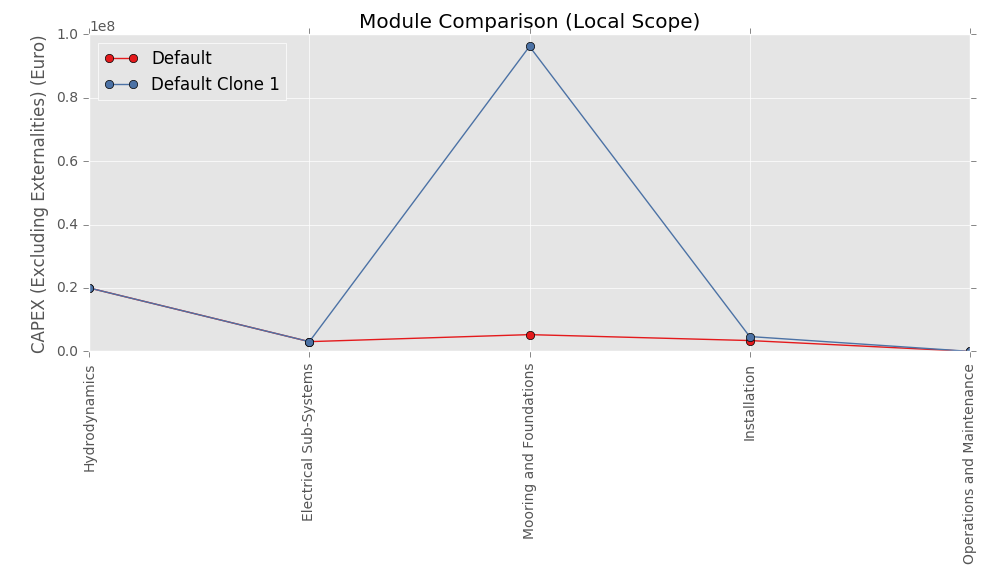 Module Comparison (Local Scope)
1e8
Default
Default Clone 1
CAPEX (Excluding Externalities) (Euro)
1.0
0.8
0.6
0.4
0.2
0.0
Hydrodynamics
Electrical Sub-Systems
Mooring and Foundations
Installation
Operations and Maintenance